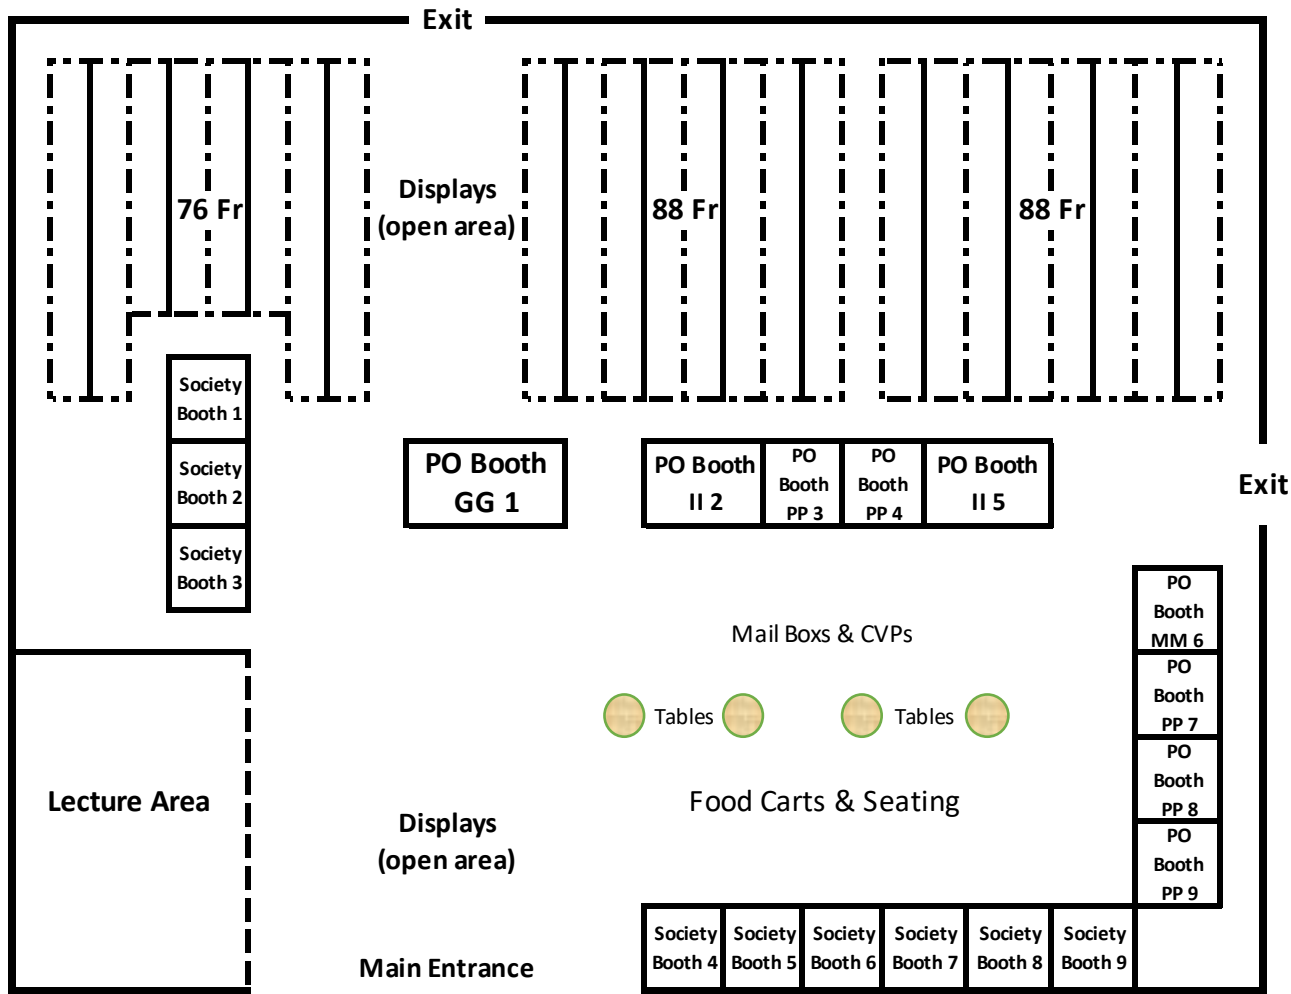 Exit
76 Fr
Displays
(open area)
88 Fr
88 Fr
Society
Booth 1
Society
Booth 2
Society
Booth 3
PO Booth
GG 1
PO Booth
II 2
PO
Booth
PP 3
PO
Booth
PP 4
PO Booth
II 5
Exit
PO
Booth
MM 6
PO
Booth
PP 7
PO
Booth
PP 8
PO
Booth
PP 9
Mail Boxs & CVPs
Tables
Tables
Food Carts & Seating
Lecture Area
Displays
(open area)
Main Entrance
Society
Booth 4
Society
Booth 5
Society
Booth 6
Society
Booth 7
Society
Booth 8
Society
Booth 9